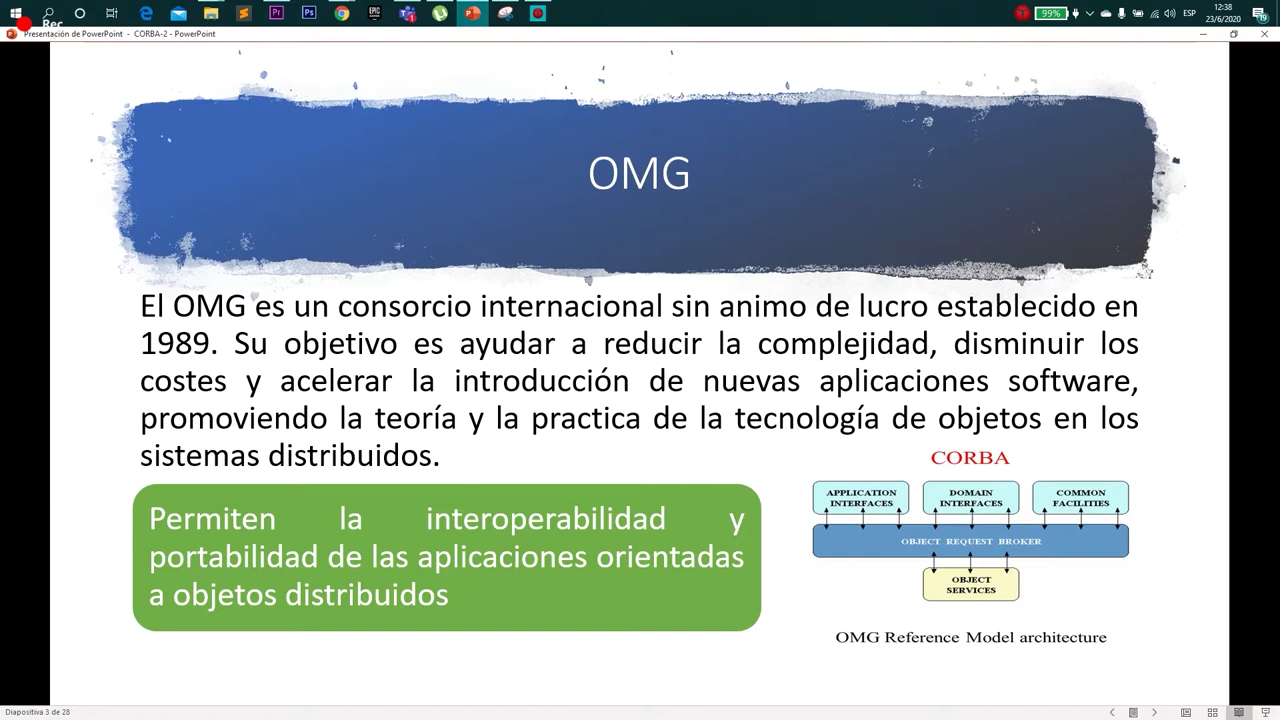 99%
ESP
12:38
23/6/2020
19
Rec
Presentación de PowerPoint - CORBA-2 - PowerPoint
OMG
El OMG es un consorcio internacional sin animo de lucro establecido en
1989. Su objetivo es ayudar a reducir la complejidad, disminuir los
costes y acelerar la introducción de nuevas aplicaciones software,
promoviendo la teoría y la practica de la tecnología de objetos en los
sistemas distribuidos.
Permiten la interoperabilidad y
portabilidad de las aplicaciones orientadas
a objetos distribuidos
CORBA
APPLICATION
INTERFACES
DOMAIN
INTERFACES
COMMON
FACILITIES
OBJECT REQUEST BROKER
OBJECT
SERVICES
OMG Reference Model architecture
Diapositiva 3 de 28